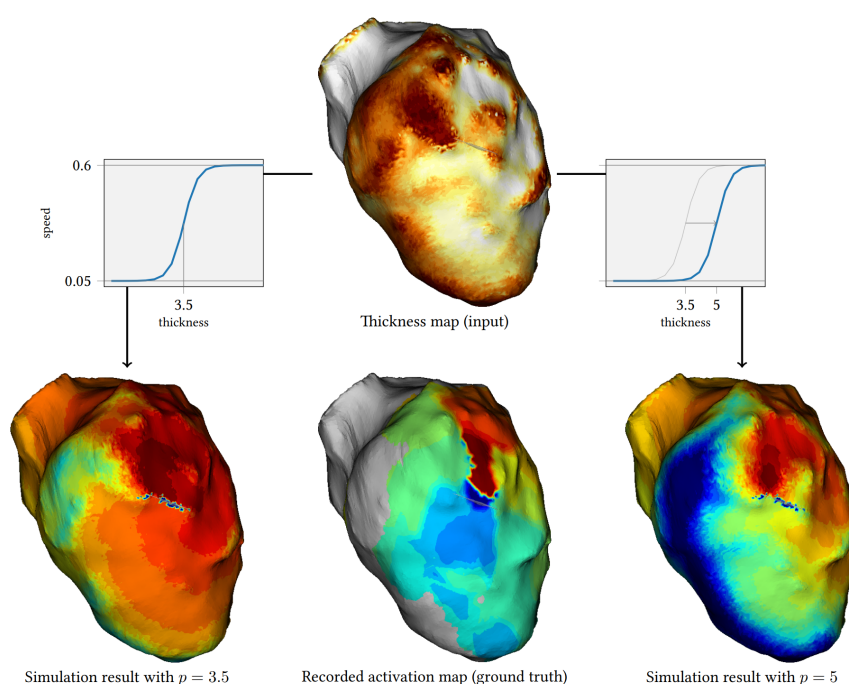 0.6
speed
0.05
3.5
thickness
Thickness map (input)
3.5 5
thickness
Simulation result with p = 3.5
Recorded activation map (ground truth)
Simulation result with p = 5